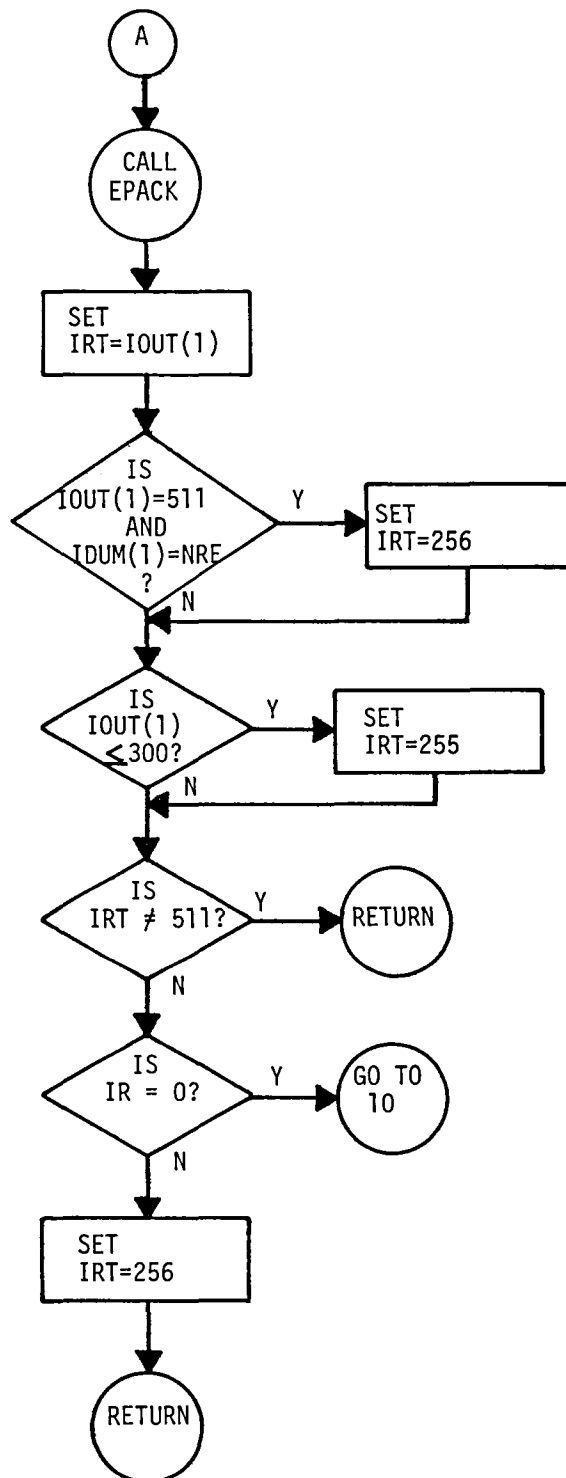 A
CALL
EPACK
SET
IRT=IOUT(1)
IS
IOUT(1)=511
AND
IDUM(1)=NRE
?
Y
SET
IRT=256
N
IS
IOUT(1)
≤300?
Y
SET
IRT=255
N
IS
IRT ≠ 511?
Y
RETURN
N
IS
IR = 0?
Y
GO TO
10
N
SET
IRT=256
RETURN